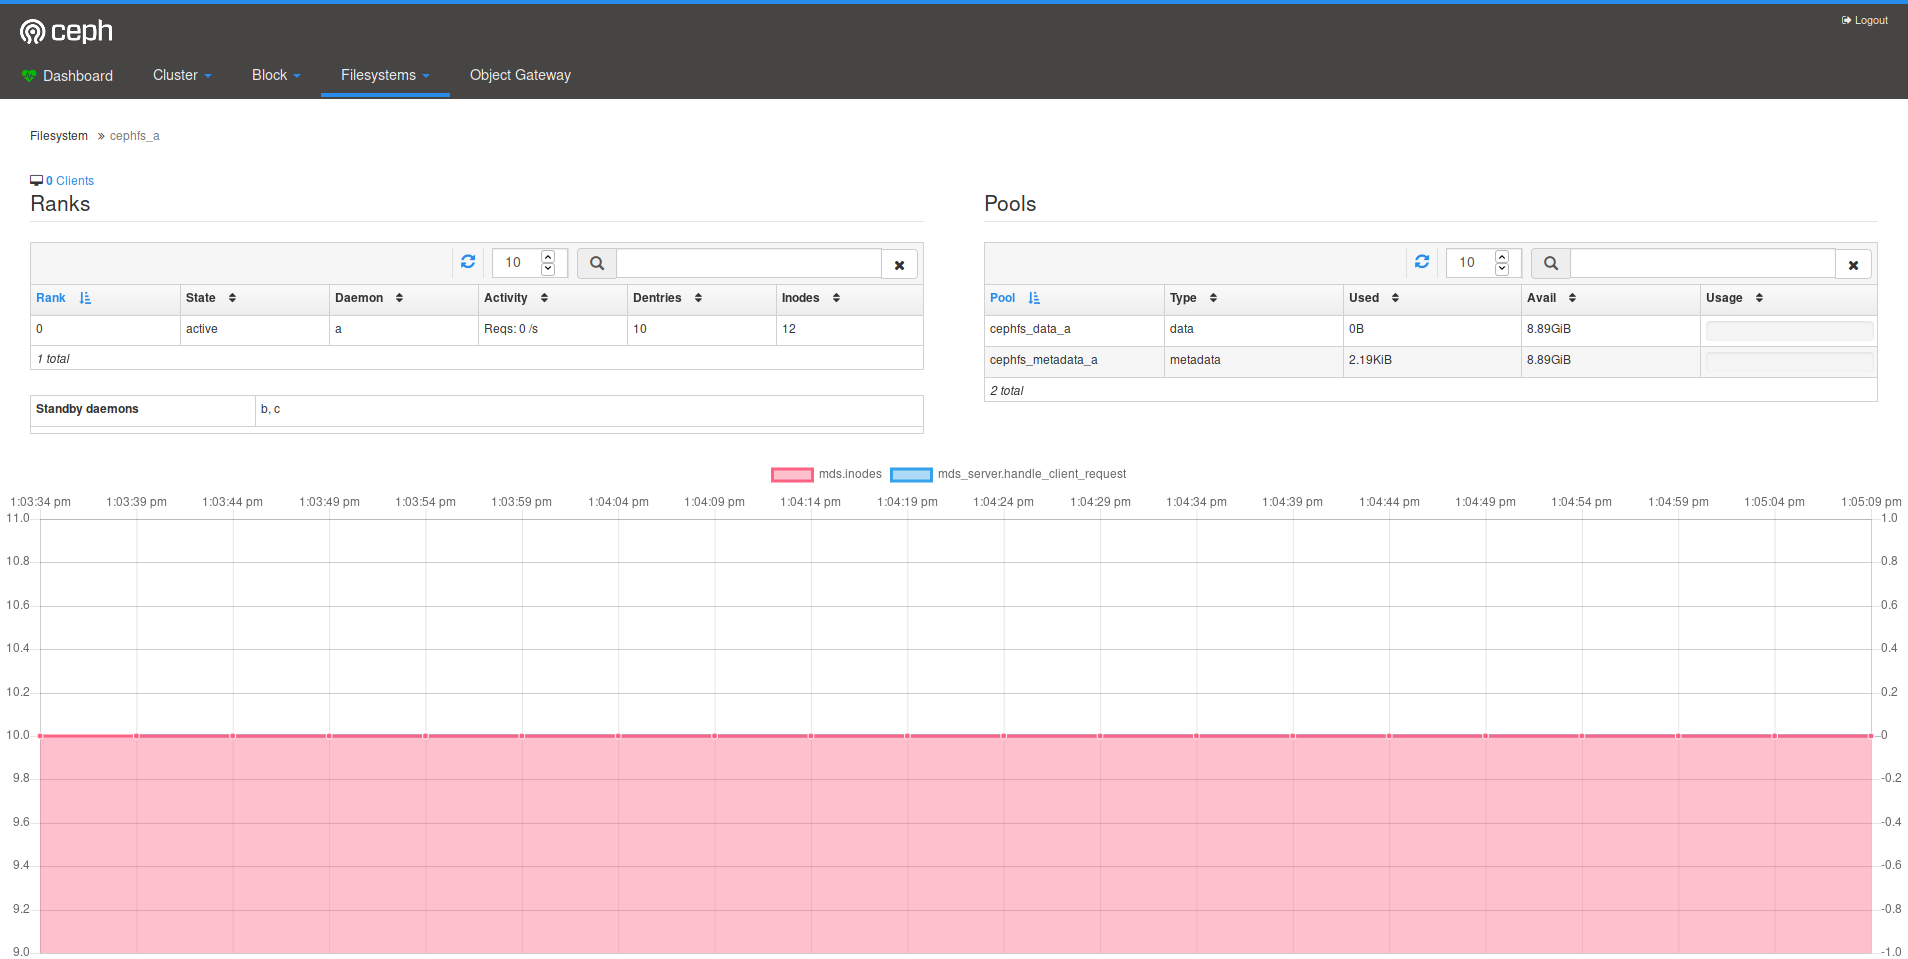 ceph
Logout
Dashboard Cluster Block Filesystems Object Gateway
Filesystem » cephfs_a
0 Clients
Ranks
10
Rank State Daemon Activity Dentries Inodes
0 active a Reqs: 0 /s 10 12
1 total
Standby daemons b, c
Pools
10
Pool Type Used Avail Usage
cephfs_data_a data 0B 8.89GiB
cephfs_metadata_a metadata 2.19KiB 8.89GiB
2 total
mds.inodes mds_server.handle_client_request
1:03:34 pm 1:03:39 pm 1:03:44 pm 1:03:49 pm 1:03:54 pm 1:03:59 pm 1:04:04 pm 1:04:09 pm 1:04:14 pm 1:04:19 pm 1:04:24 pm 1:04:29 pm 1:04:34 pm 1:04:39 pm 1:04:44 pm 1:04:49 pm 1:04:54 pm 1:04:59 pm 1:05:04 pm 1:05:09 pm
11.0 1.0
10.8 0.8
10.6 0.6
10.4 0.4
10.2 0.2
10.0 0
9.8 -0.2
9.6 -0.4
9.4 -0.6
9.2 -0.8
9.0 -1.0